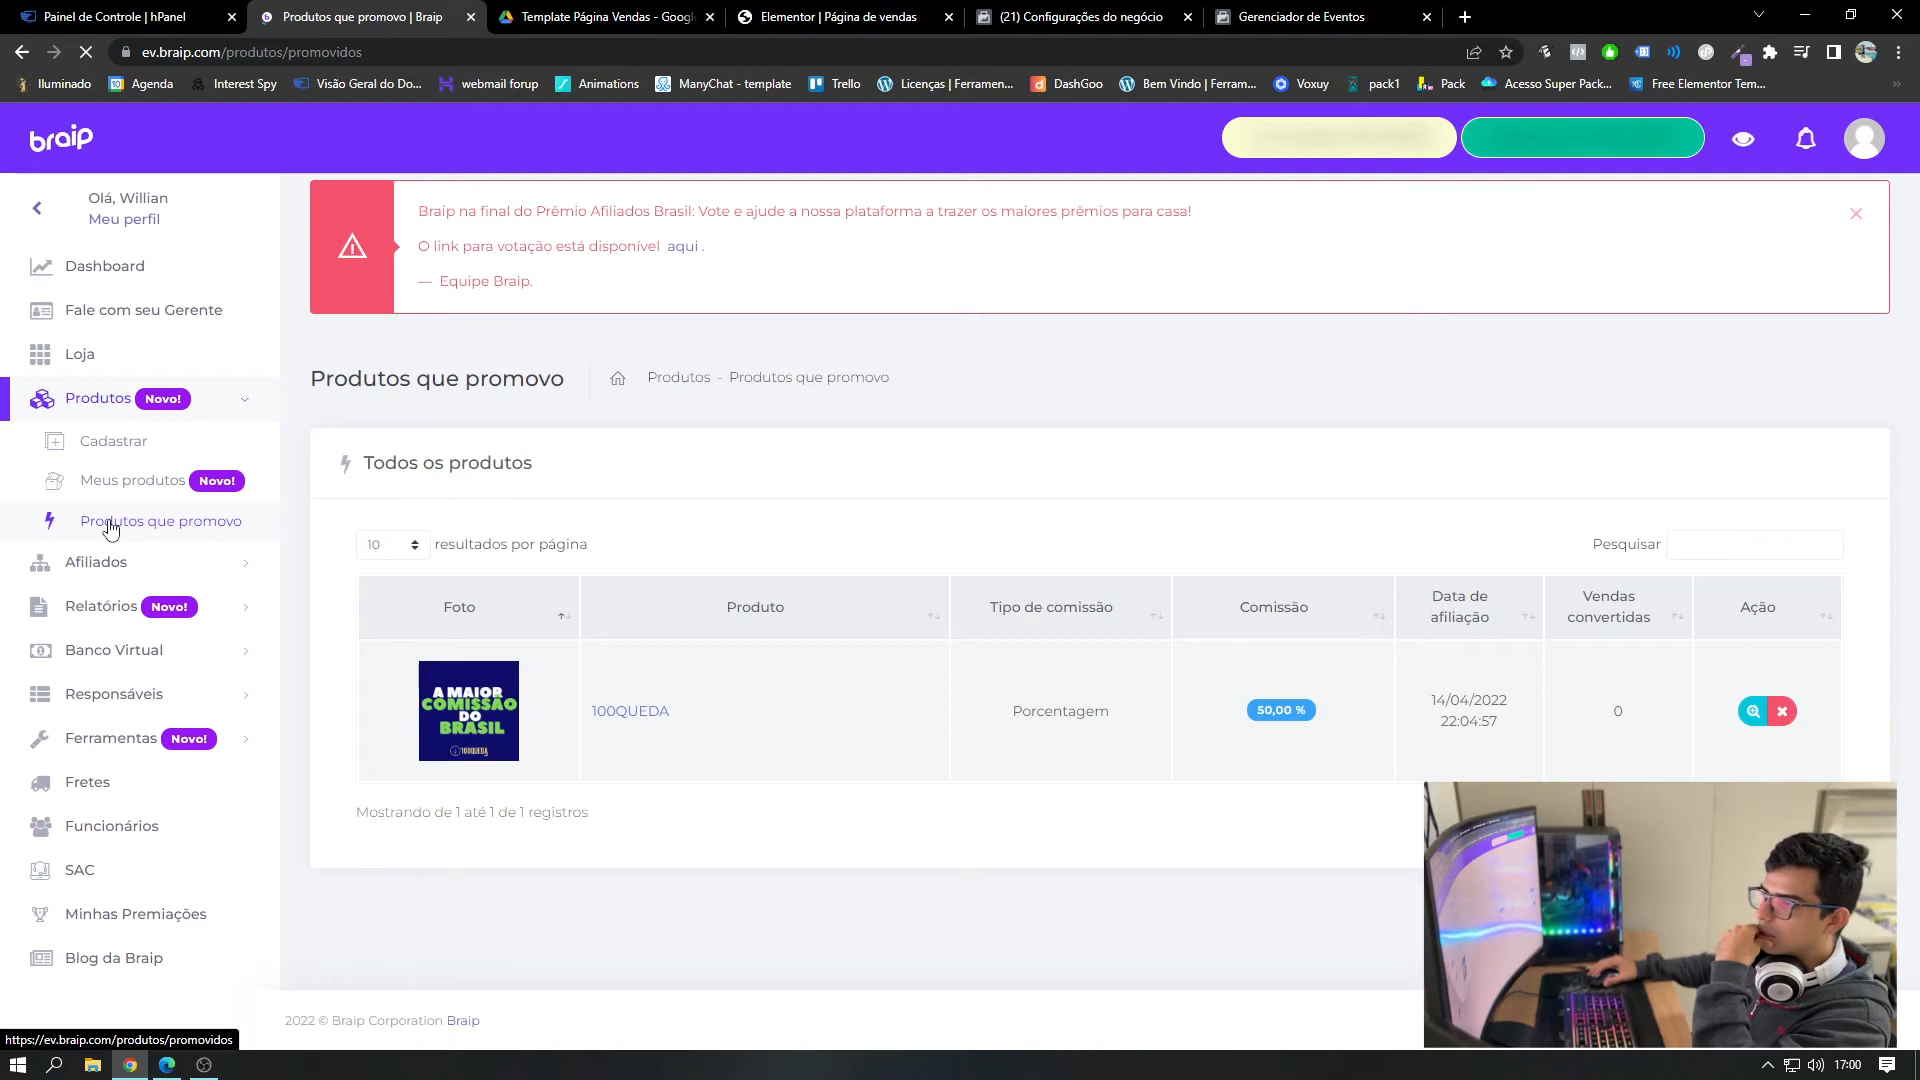 Painel de Controle | hPanel
Produtos que promovo | Braip
Template Página Vendas - Google
Elementor | Página de vendas
(21) Configurações do negócio
Gerenciador de Eventos
ev.braip.com/produtos/promovidos
Iluminado
Agenda
Interest Spy
Visão Geral do Do...
webmail forup
Animations
ManyChat - template
Trello
Licenças | Ferramen...
DashGoo
Bem Vindo | Ferram...
Voxuy
pack1
Pack
Acesso Super Pack...
Free Elementor Tem...
braip
Olá, Willian
Meu perfil
Dashboard
Fale com seu Gerente
Loja
Produtos Novo!
Cadastrar
Meus produtos Novo!
Produtos que promovo
Afiliados
Relatórios Novo!
Banco Virtual
Responsáveis
Ferramentas Novo!
Fretes
Funcionários
SAC
Minhas Premiações
Blog da Braip
Braip na final do Prêmio Afiliados Brasil: Vote e ajude a nossa plataforma a trazer os maiores prêmios para casa!
O link para votação está disponível aqui .
— Equipe Braip.
Produtos que promovo
Produtos - Produtos que promovo
Todos os produtos
10 resultados por página
Pesquisar
Foto
Produto
Tipo de comissão
Comissão
Data de
afiliação
Vendas
convertidas
Ação
A MAIOR
COMISSÃO
DO
BRASIL
100QUEDA
100QUEDA
Porcentagem
50,00 %
14/04/2022
22:04:57
0
Mostrando de 1 até 1 de 1 registros
2022 © Braip Corporation Braip
https://ev.braip.com/produtos/promovidos
17:00